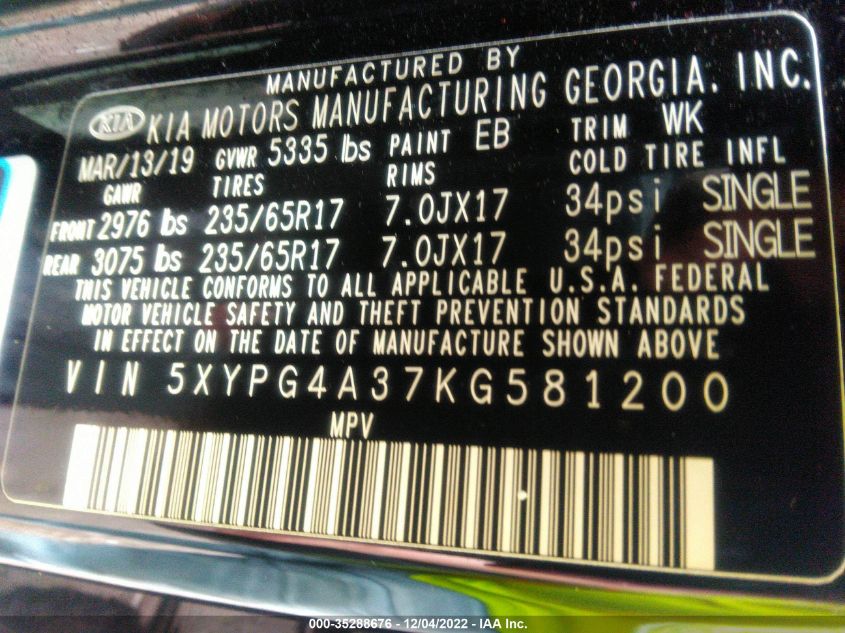 MANUFACTURED BY
KIA KIA MOTORS MANUFACTURING GEORGIA, INC.
MAR/13/19 GVWR 5335 lbs PAINT EB TRIM WK
GAWR TIRES RIMS COLD TIRE INFL
FRONT 2976 lbs 235/65R17 7.0JX17 34psi SINGLE
REAR 3075 lbs 235/65R17 7.0JX17 34psi SINGLE
THIS VEHICLE CONFORMS TO ALL APPLICABLE U.S.A. FEDERAL
MOTOR VEHICLE SAFETY AND THEFT PREVENTION STANDARDS
IN EFFECT ON THE DATE OF MANUFACTURE SHOWN ABOVE
VIN 5XYPG4A37KG581200
MPV
000-35288676 - 12/04/2022 - IAA Inc.